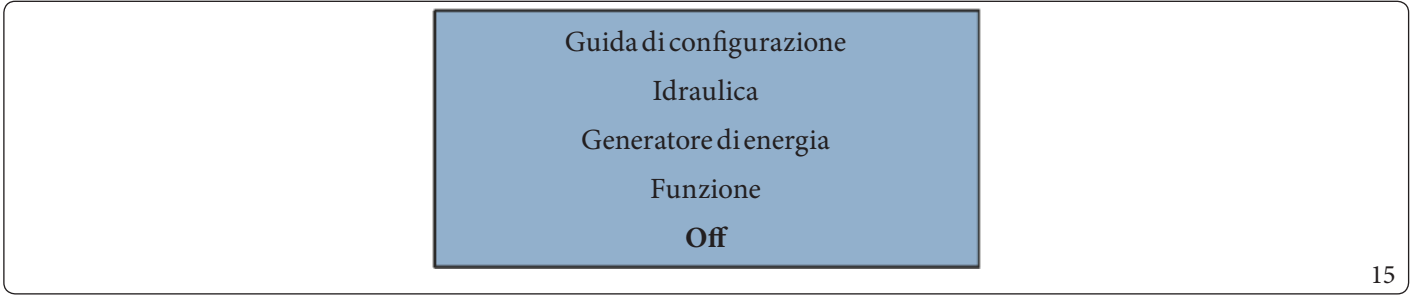 Guida di configurazione
Idraulica
Generatore di energia
Funzione
Off
15